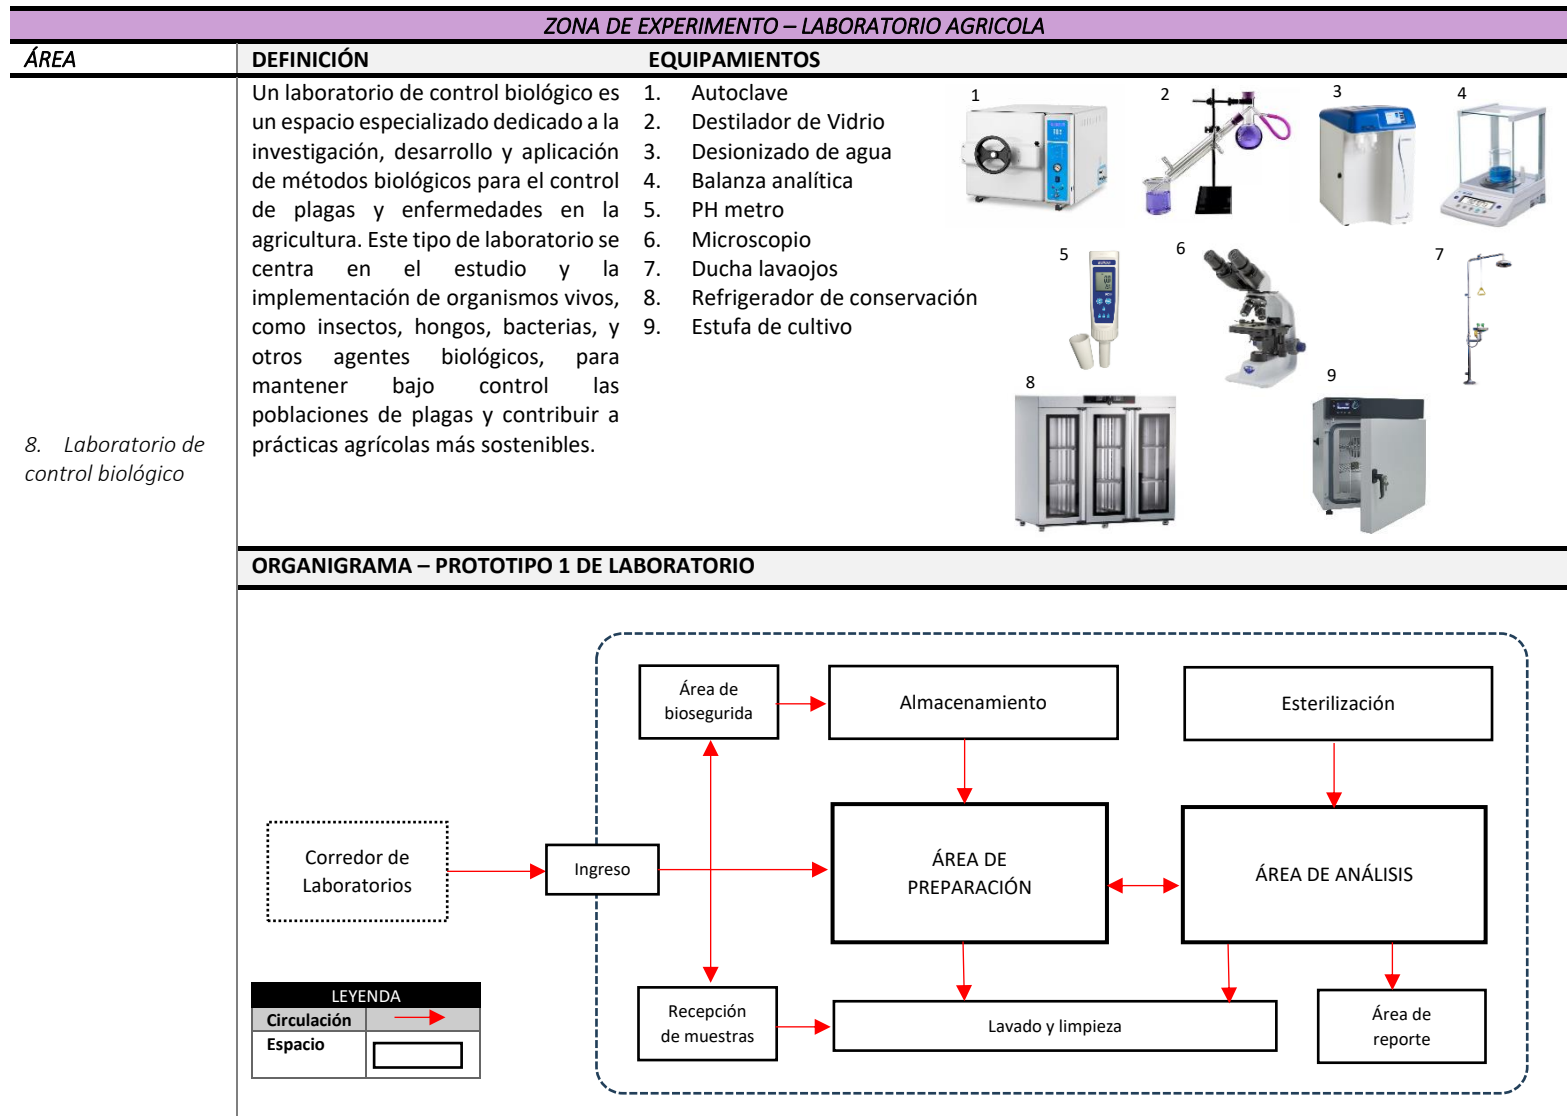 ZONA DE EXPERIMENTO – LABORATORIO AGRICOLA
ÁREA
DEFINICIÓN
EQUIPAMIENTOS
8. Laboratorio de
control biológico
Un laboratorio de control biológico es
un espacio especializado dedicado a la
investigación, desarrollo y aplicación
de métodos biológicos para el control
de plagas y enfermedades en la
agricultura. Este tipo de laboratorio se
centra en el estudio y la
implementación de organismos vivos,
como insectos, hongos, bacterias, y
otros agentes biológicos, para
mantener bajo control las
poblaciones de plagas y contribuir a
prácticas agrícolas más sostenibles.
1. Autoclave
2. Destilador de Vidrio
3. Desionizado de agua
4. Balanza analítica
5. PH metro
6. Microscopio
7. Ducha lavaojos
8. Refrigerador de conservación
9. Estufa de cultivo
1
2
3
4
5
6
7
8
9
ORGANIGRAMA – PROTOTIPO 1 DE LABORATORIO
Área de
biosegurida
Almacenamiento
Esterilización
Corredor de
Laboratorios
Ingreso
ÁREA DE
PREPARACIÓN
ÁREA DE ANÁLISIS
Recepción
de muestras
Lavado y limpieza
Área de
reporte
LEYENDA
Circulación
Espacio